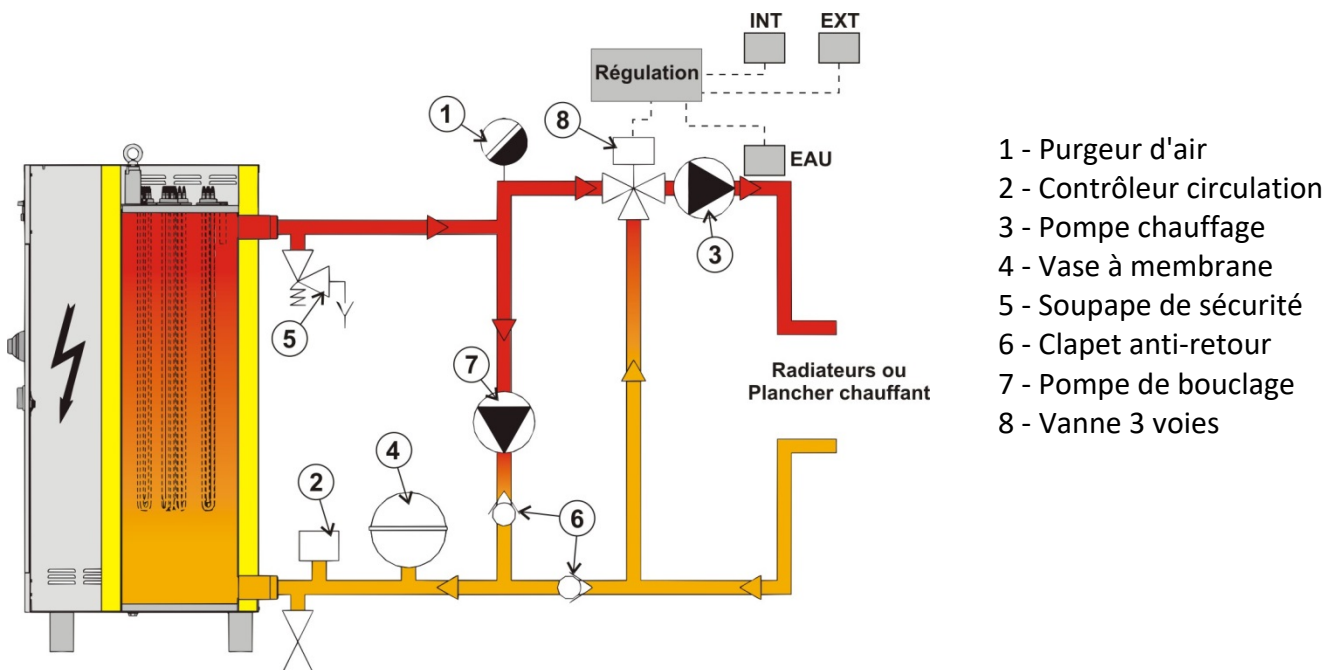 INT EXT
Régulation
1
8
EAU
3
5
Radiateurs ou
Plancher chauffant
7
4
2
6
1 - Purgeur d'air
2 - Contrôleur circulation
3 - Pompe chauffage
4 - Vase à membrane
5 - Soupape de sécurité
6 - Clapet anti-retour
7 - Pompe de bouclage
8 - Vanne 3 voies